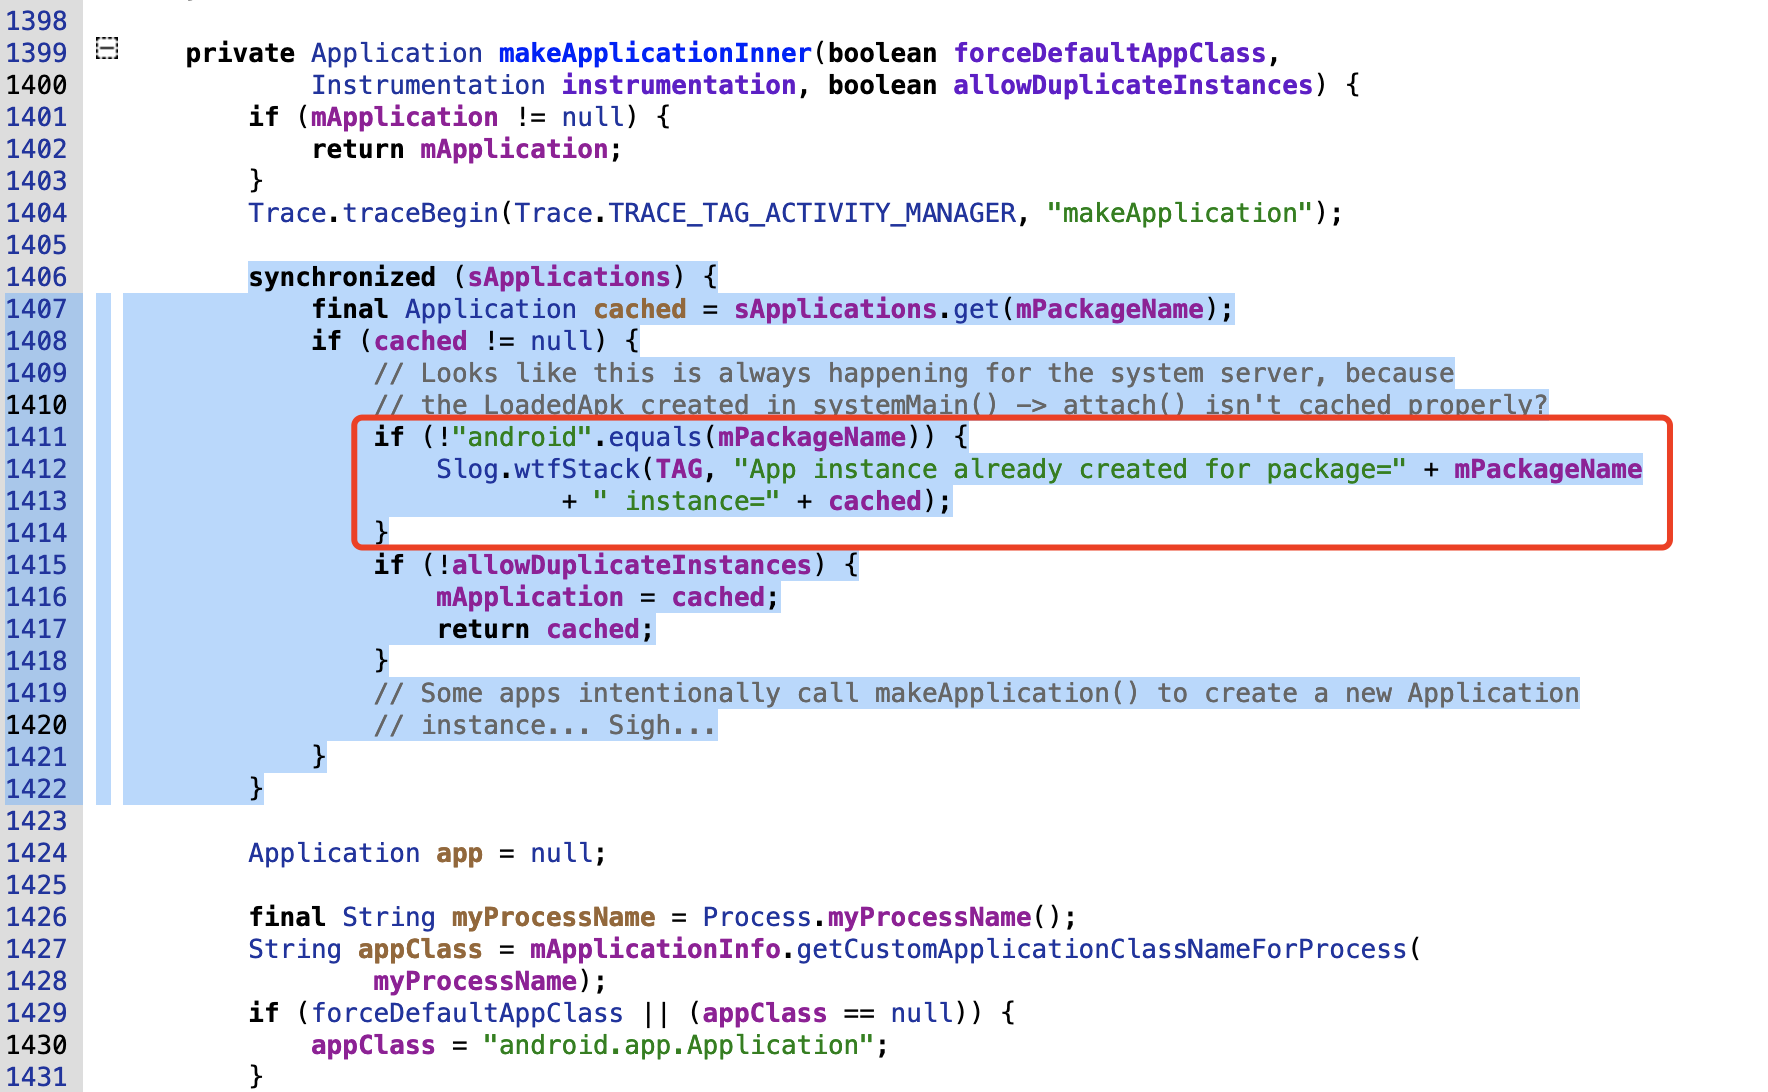 1398
1399     private Application makeApplicationInner(boolean forceDefaultAppClass,
1400             Instrumentation instrumentation, boolean allowDuplicateInstances) {
1401         if (mApplication != null) {
1402             return mApplication;
1403         }
1404         Trace.traceBegin(Trace.TRACE_TAG_ACTIVITY_MANAGER, "makeApplication");
1405
1406         synchronized (sApplications) {
1407             final Application cached = sApplications.get(mPackageName);
1408             if (cached != null) {
1409                 // Looks like this is always happening for the system server, because
1410                 // the LoadedApk created in systemMain() -> attach() isn't cached properly?
1411                 if (!"android".equals(mPackageName)) {
1412                     Slog.wtfStack(TAG, "App instance already created for package=" + mPackageName
1413                             + " instance=" + cached);
1414                 }
1415                 if (!allowDuplicateInstances) {
1416                     mApplication = cached;
1417                     return cached;
1418                 }
1419                 // Some apps intentionally call makeApplication() to create a new Application
1420                 // instance... Sigh...
1421             }
1422         }
1423
1424         Application app = null;
1425
1426         final String myProcessName = Process.myProcessName();
1427         String appClass = mApplicationInfo.getCustomApplicationClassNameForProcess(
1428                 myProcessName);
1429         if (forceDefaultAppClass || (appClass == null)) {
1430             appClass = "android.app.Application";
1431         }